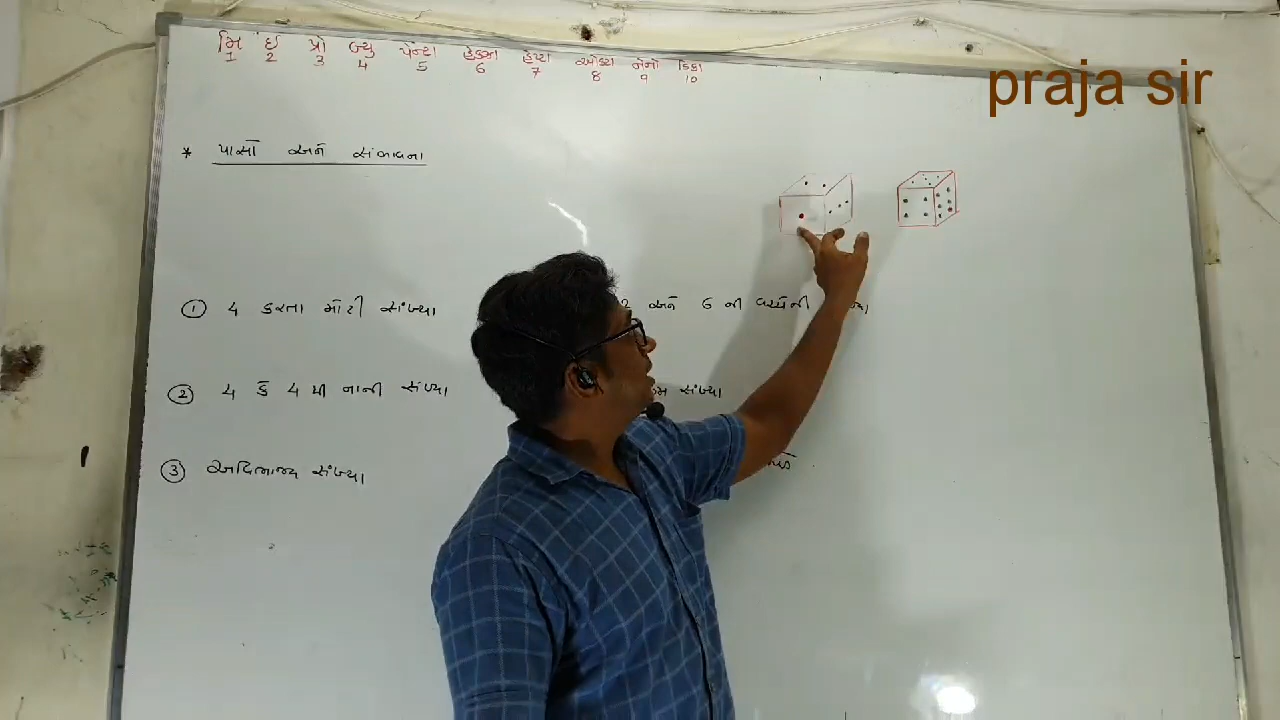 મિ ઈ પ્રો બ્યુ પેન્ટા હેક્ઝા હેપ્ટા ઓક્ટા નોનો ડેકા
1 2 3 4 5 6 7 8 9 10
praja sir
* પાસો અને સંભાવના
① 4 કરતા મોટી સંખ્યા
2 અને 6 ની વચ્ચેની
② 4 કે 4 થી નાની સંખ્યા
સંખ્યા
③ અવિભાજ્ય સંખ્યા